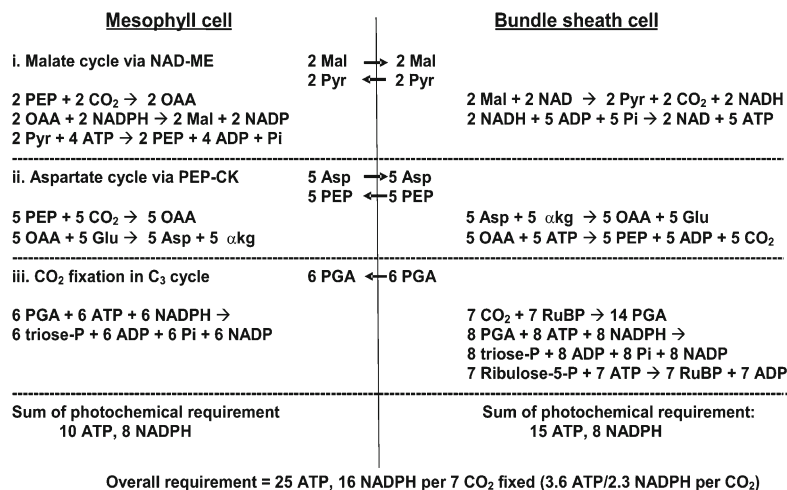 Mesophyll cell Bundle sheath cell
i. Malate cycle via NAD-ME 2 Mal → 2 Mal
2 Pyr ← 2 Pyr
2 PEP + 2 CO₂ → 2 OAA 2 Mal + 2 NAD → 2 Pyr + 2 CO₂ + 2 NADH
2 OAA + 2 NADPH → 2 Mal + 2 NADP 2 NADH + 5 ADP + 5 Pi → 2 NAD + 5 ATP
2 Pyr + 4 ATP → 2 PEP + 4 ADP + Pi
ii. Aspartate cycle via PEP-CK 5 Asp → 5 Asp
5 PEP ← 5 PEP
5 PEP + 5 CO₂ → 5 OAA 5 Asp + 5 αkg → 5 OAA + 5 Glu
5 OAA + 5 Glu → 5 Asp + 5 αkg 5 OAA + 5 ATP → 5 PEP + 5 ADP + 5 CO₂
iii. CO₂ fixation in C₃ cycle 6 PGA ← 6 PGA
6 PGA + 6 ATP + 6 NADPH → 7 CO₂ + 7 RuBP → 14 PGA
6 triose-P + 6 ADP + 6 Pi + 6 NADP 8 PGA + 8 ATP + 8 NADPH →
8 triose-P + 8 ADP + 8 Pi + 8 NADP
7 Ribulose-5-P + 7 ATP → 7 RuBP + 7 ADP
Sum of photochemical requirement Sum of photochemical requirement:
10 ATP, 8 NADPH 15 ATP, 8 NADPH
Overall requirement = 25 ATP, 16 NADPH per 7 CO₂ fixed (3.6 ATP/2.3 NADPH per CO₂)